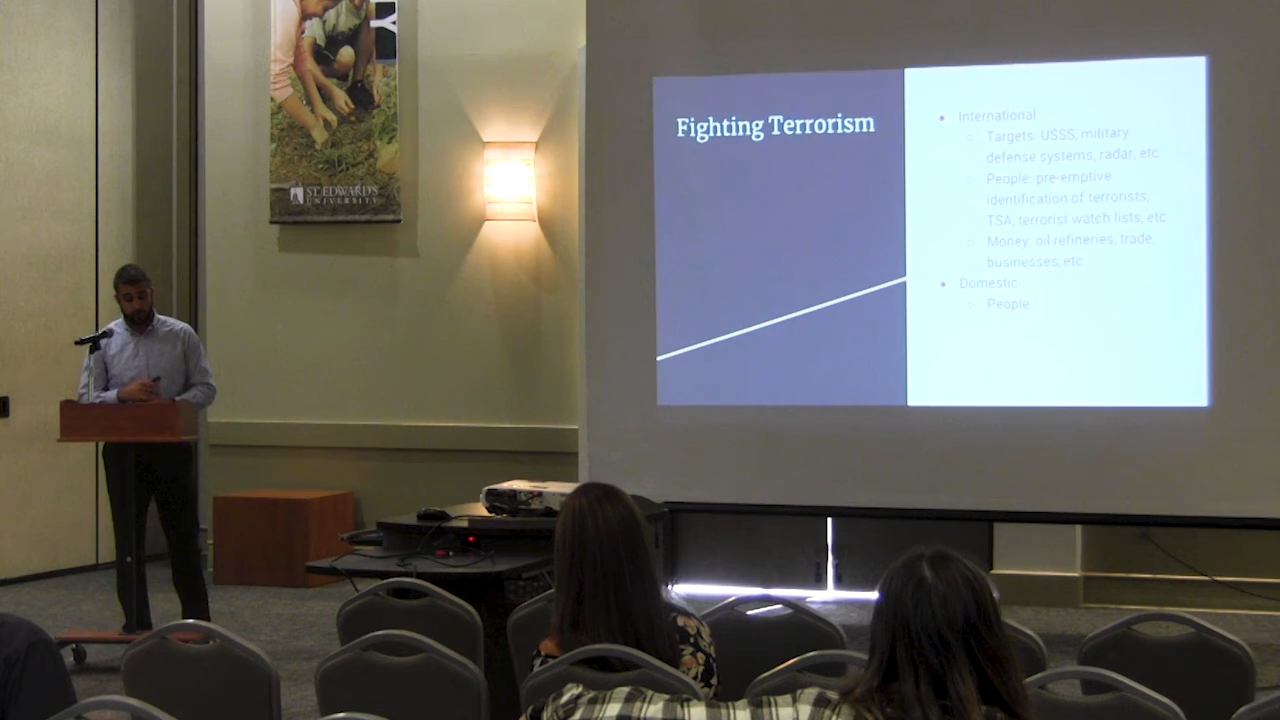 Y
ST. EDWARD'S
UNIVERSITY
Fighting Terrorism
International
Targets: USSS, military
defense systems, radar, etc
People: pre-emptive
identification of terrorists,
TSA, terrorist watch lists, etc
Money: oil refineries, trade,
businesses, etc
Domestic
People